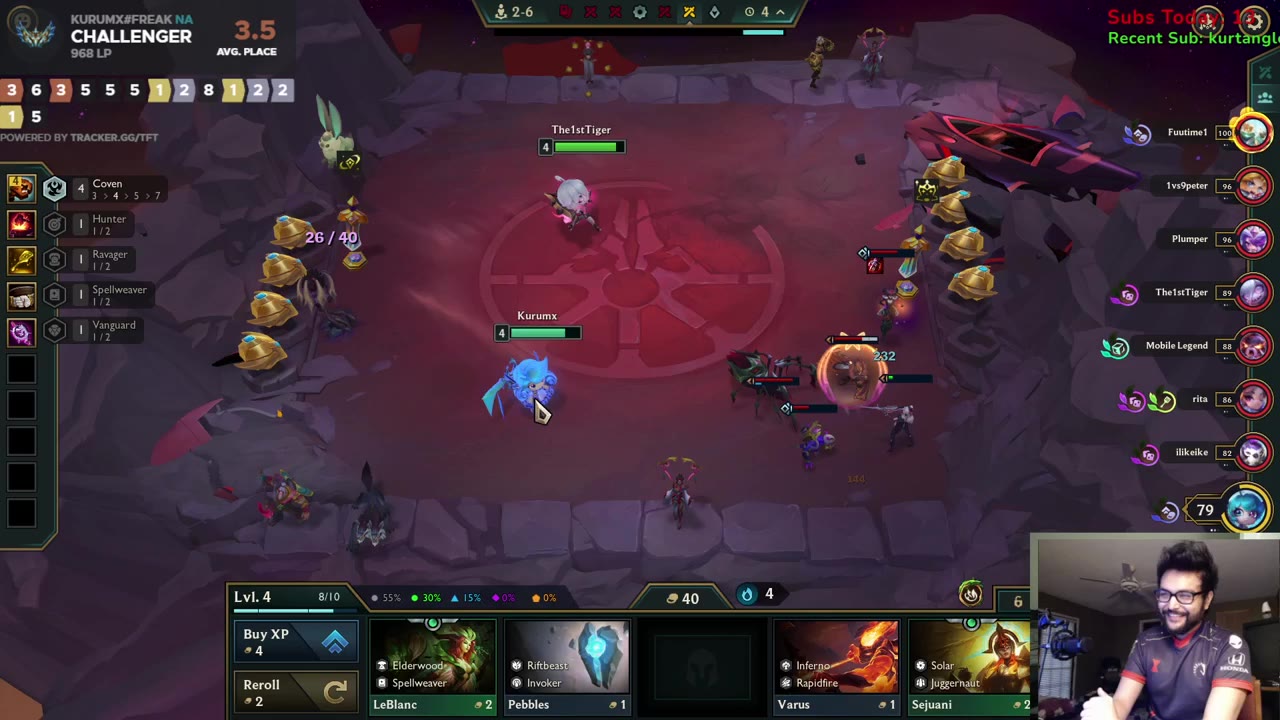 KURUMX#FREAK NA
CHALLENGER
968 LP
3.5
AVG. PLACE
3 6 3 5 5 5 1 2 8 1 2 2
1 5
POWERED BY TRACKER.GG/TFT
2-6
4
Subs Today:
Recent Sub: kurtangle
4
Coven
3 > 4 > 5 > 7
1
Hunter
1 / 2
1
Ravager
1 / 2
1
Spellweaver
1 / 2
1
Vanguard
1 / 2
26 / 40
The1stTiger
4
Kurumx
4
232
144
Fuutime1 100
1vs9peter 96
Plumper 96
The1stTiger 89
Mobile Legend 88
rita 86
ilikeike 82
79
Lvl. 4
8/10
55% 30% 15% 0% 0%
40
4
6
Buy XP
4
Reroll
2
Elderwood
Spellweaver
LeBlanc 2
Riftbeast
Invoker
Pebbles 1
Inferno
Rapidfire
Varus 1
Solar
Juggernaut
Sejuani 2
HONDA